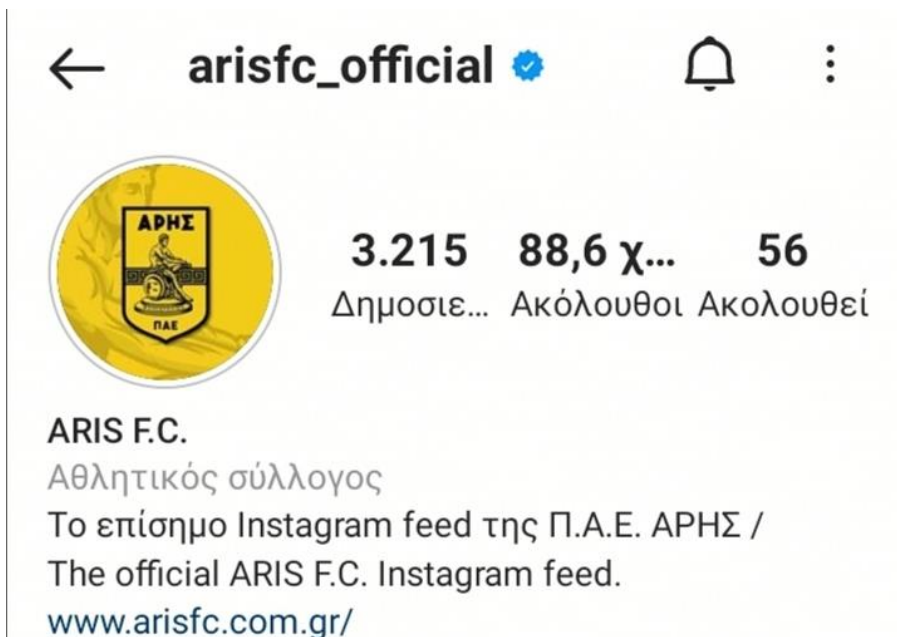 arisfc_official
ΑΡΗΣ
ΠΑΕ
3.215 88,6 χ... 56
Δημοσιε... Ακόλουθοι Ακολουθεί
ARIS F.C.
Αθλητικός σύλλογος
Το επίσημο Instagram feed της Π.Α.Ε. ΑΡΗΣ /
The official ARIS F.C. Instagram feed.
www.arisfc.com.gr/